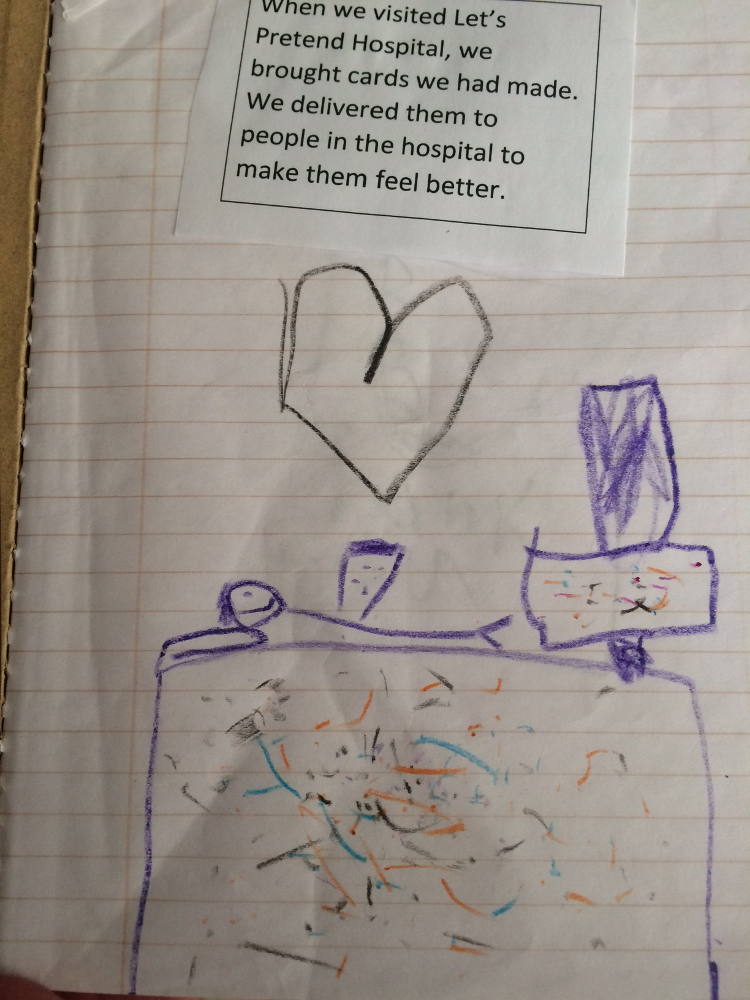 When we visited Let's
Pretend Hospital, we
brought cards we had made.
We delivered them to
people in the hospital to
make them feel better.